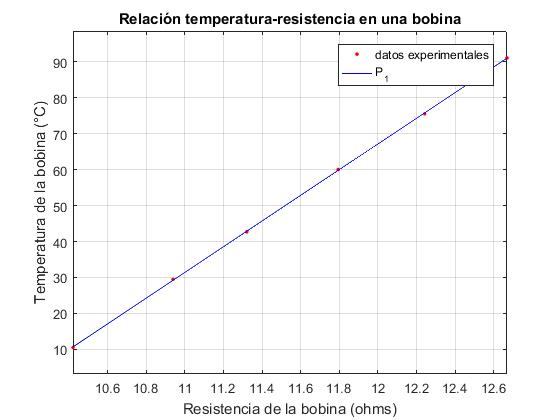 Relación temperatura-resistencia en una bobina
datos experimentales
P1
Temperatura de la bobina (°C)
90
80
70
60
50
40
30
20
10
10.6 10.8 11 11.2 11.4 11.6 11.8 12 12.2 12.4 12.6
Resistencia de la bobina (ohms)